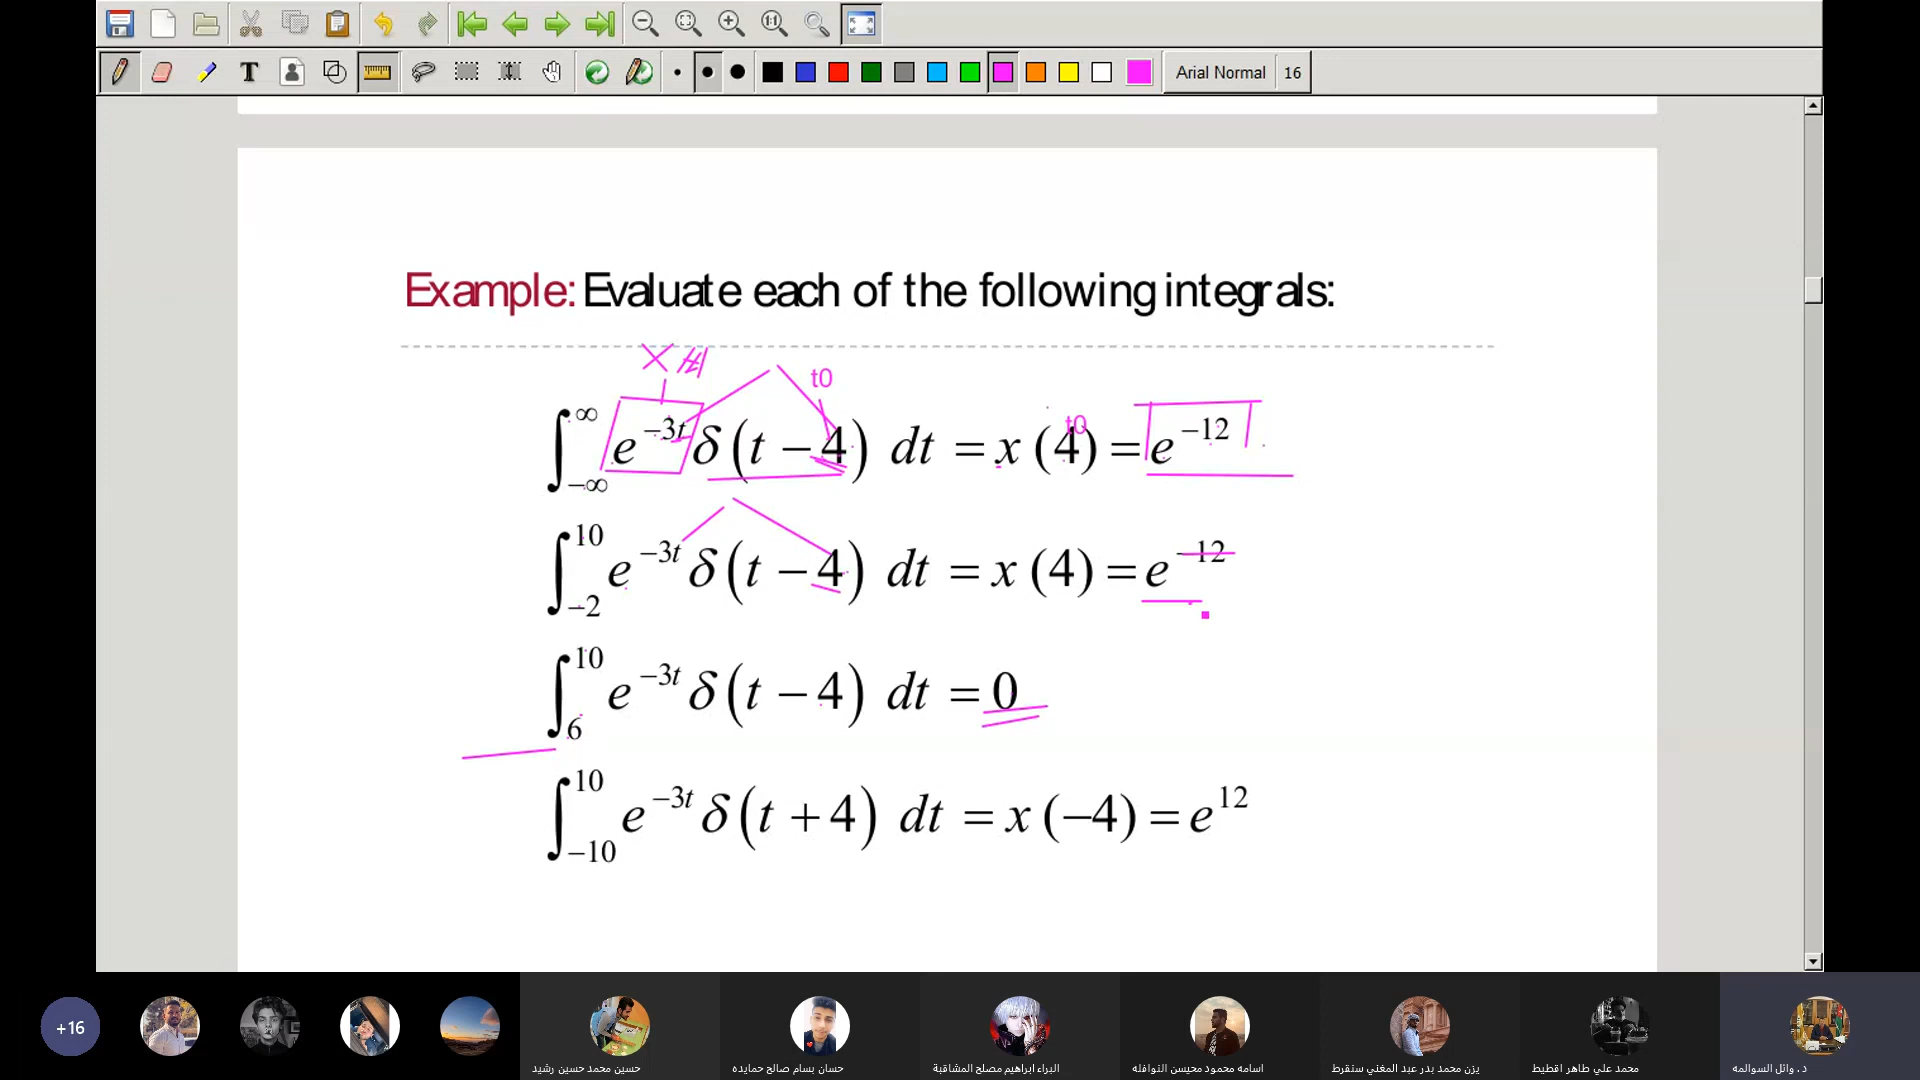 T
1:1
Arial Normal 16
Example: Evaluate each of the following integrals:
x(t) t0
∫_{-∞}^{∞} e^{-3t} δ(t − 4) dt = x(4) = e^{-12}
t0
∫_{-2}^{10} e^{-3t} δ(t − 4) dt = x(4) = e^{-12}
∫_{6}^{10} e^{-3t} δ(t − 4) dt = 0
∫_{-10}^{10} e^{-3t} δ(t + 4) dt = x(−4) = e^{12}
+16
حسين محمد حسين رشيد
حسان بسام صالح حمايده
البراء ابراهيم مصلح المشاقبة
اسامه محمود محيسن النوافله
يزن محمد بدر عبد المغني سنقرط
محمد علي طاهر اقطيط
د. وائل السوالمه